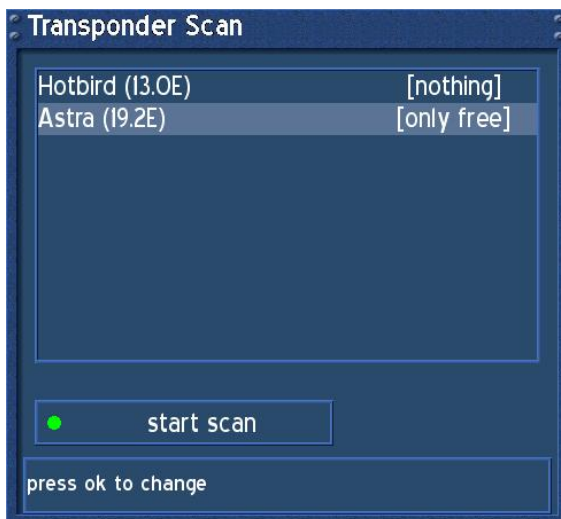 Transponder Scan
Hotbird (13.0E) [nothing]
Astra (19.2E) [only free]
start scan
press ok to change